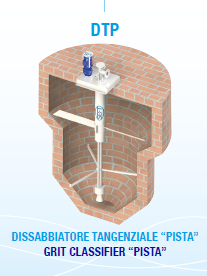 DTP
DISSABBIATORE TANGENZIALE “PISTA”
GRIT CLASSIFIER “PISTA”